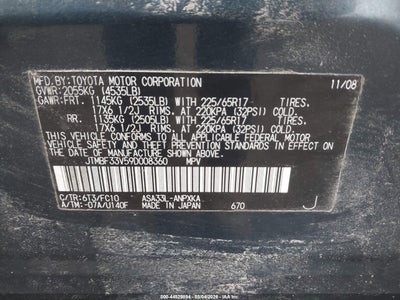 MFD.BY:TOYOTA MOTOR CORPORATION 11/08
GVWR:2055KG (4535LB)
GAWR:FRT. 1145KG (2535LB) WITH 225/65R17 TIRES.
17X6 1/2J RIMS. AT 220KPA (32PSI) COLD
RR. 1135KG (2505LB) WITH 225/65R17 TIRES.
17X6 1/2J RIMS. AT 220KPA (32PSI) COLD
THIS VEHICLE CONFORMS TO ALL APPLICABLE FEDERAL MOTOR VEHICLE
SAFETY STANDARDS IN EFFECT ON THE DATE OF MANUFACTURE SHOWN ABOVE.
JTMBF33V59D008360 MPV
C/TR:6T3/FC10 ASA33L-ANPXKA
A/TM:-07A/U140F MADE IN JAPAN 670 J